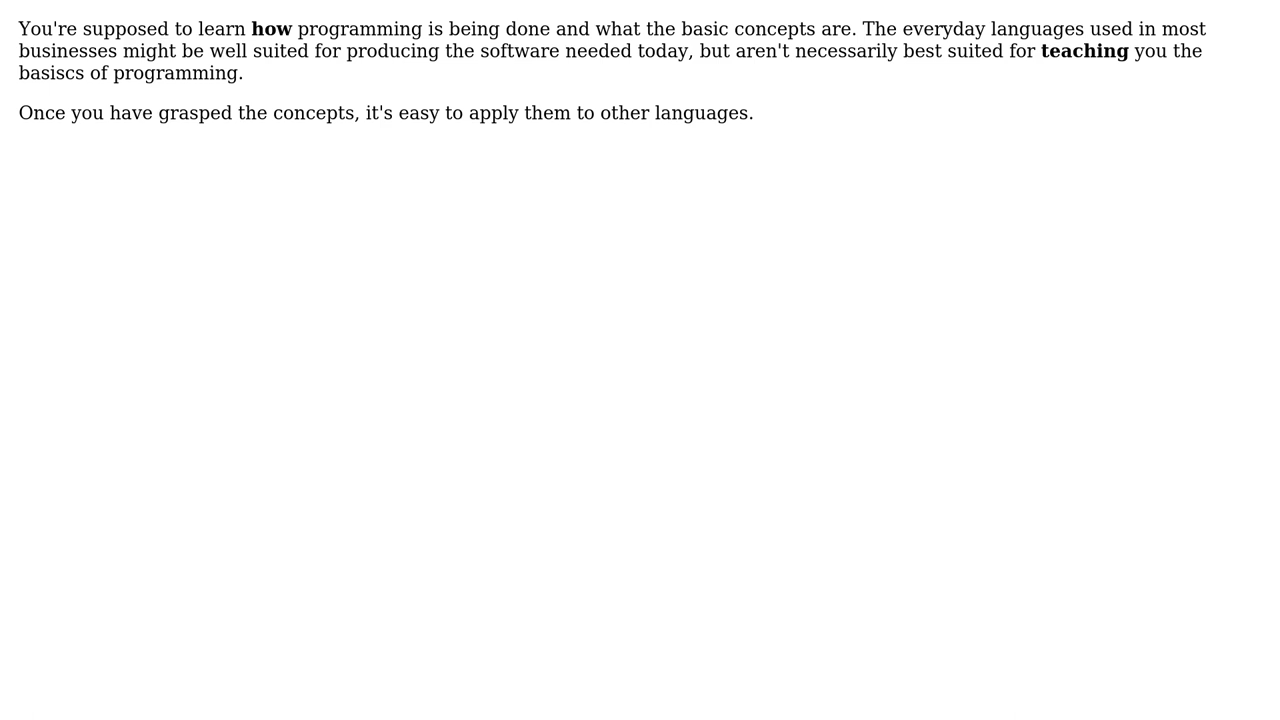 You're supposed to learn how programming is being done and what the basic concepts are. The everyday languages used in most
businesses might be well suited for producing the software needed today, but aren't necessarily best suited for teaching you the
basiscs of programming.
Once you have grasped the concepts, it's easy to apply them to other languages.